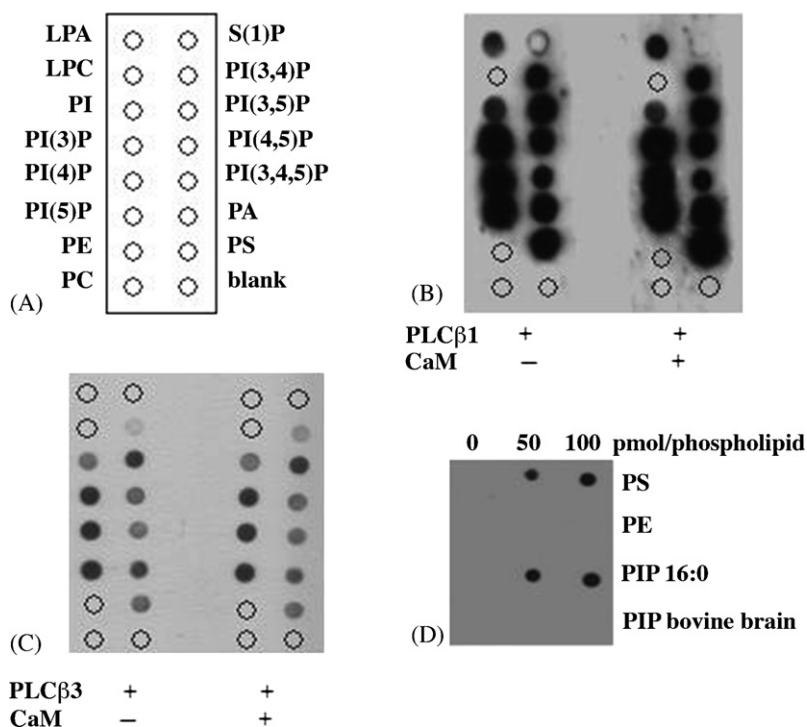 LPA S(1)P
LPC PI(3,4)P
PI PI(3,5)P
PI(3)P PI(4,5)P
PI(4)P PI(3,4,5)P
PI(5)P PA
PE PS
PC blank
(A)
(B)
PLCβ1 + +
CaM – +
(C)
PLCβ3 + +
CaM – +
0 50 100 pmol/phospholipid
PS
PE
PIP 16:0
PIP bovine brain
(D)